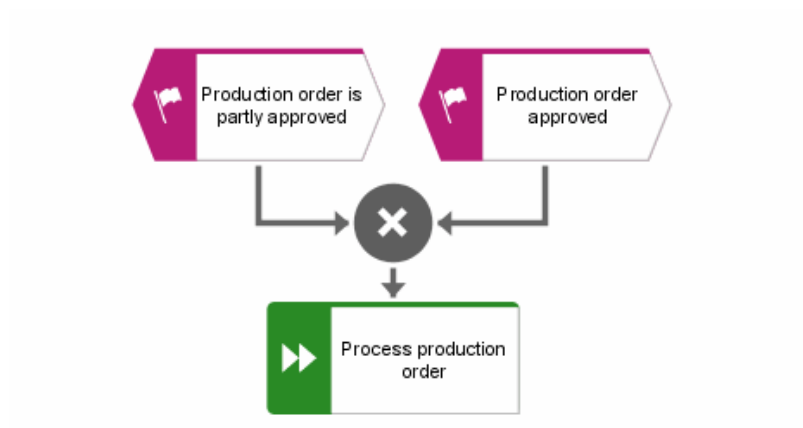 Production order is
partly approved
Production order
approved
Process production
order